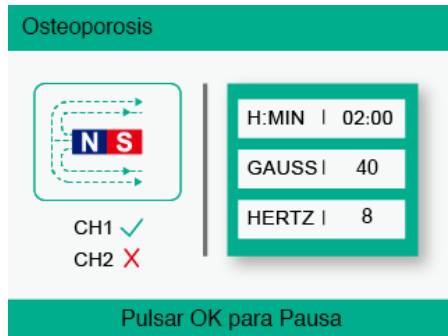 Osteoporosis
N S
CH1 ✓
CH2 X
H:MIN | 02:00
GAUSS | 40
HERTZ | 8
Pulsar OK para Pausa